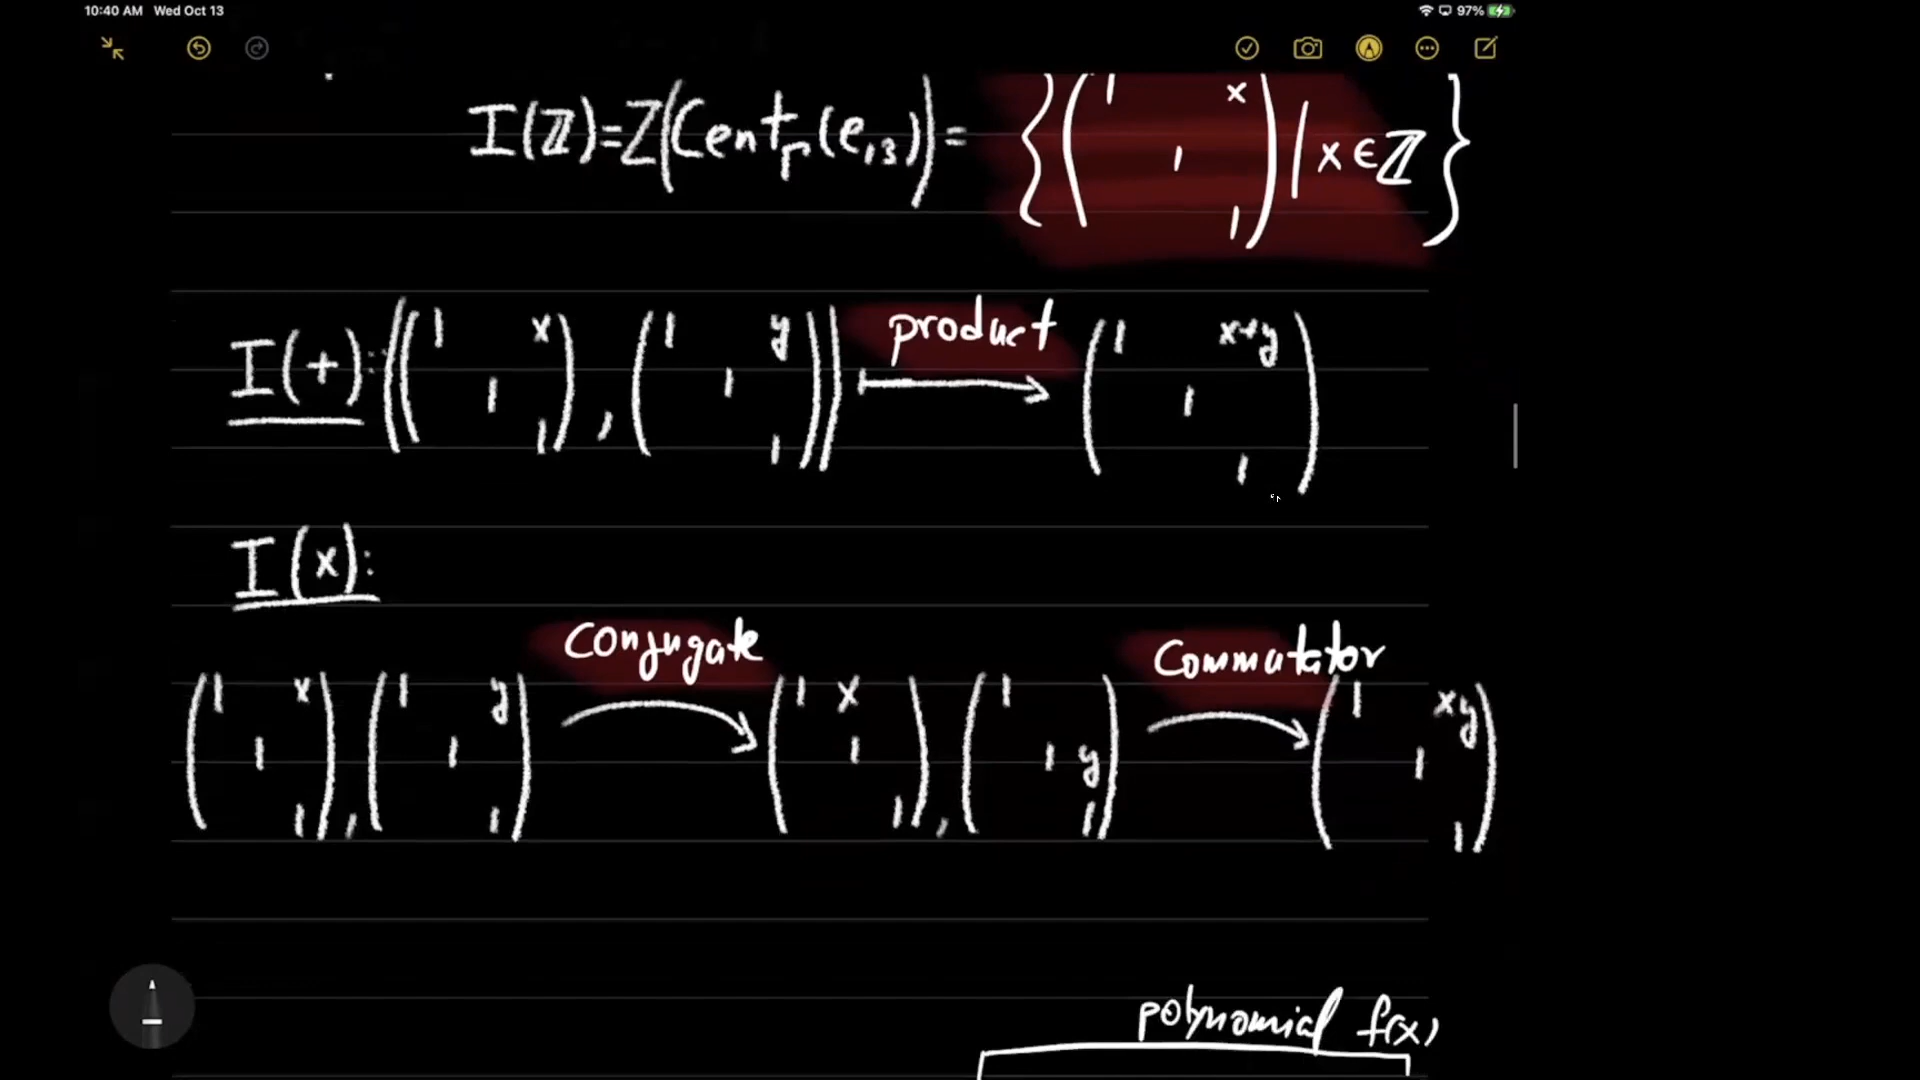 10:40 AM Wed Oct 13 97%
I(ℤ)=Z(Cent_Γ(e₁₃))= {(1 x 1 1) | x∈ℤ}
I(+): ((1 x 1 1), (1 y 1 1)) product ⟼ (1 x+y 1 1)
I(x):
Conjugate Commutator
(1 x 1 1), (1 y 1 1) → (1 x 1 1), (1 1 y 1) → (1 xy 1 1)
polynomial f(x)